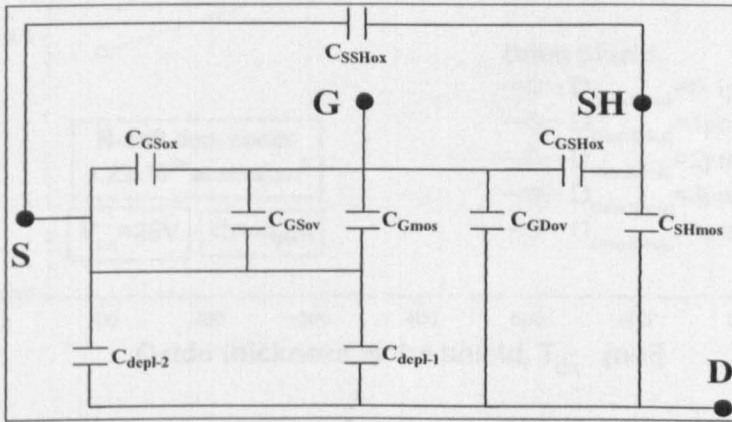 C_SSHox
G
SH
C_GSox
C_GSHox
C_GSov
C_Gmos
C_GDov
C_SHmos
S
C_depl-2
C_depl-1
D